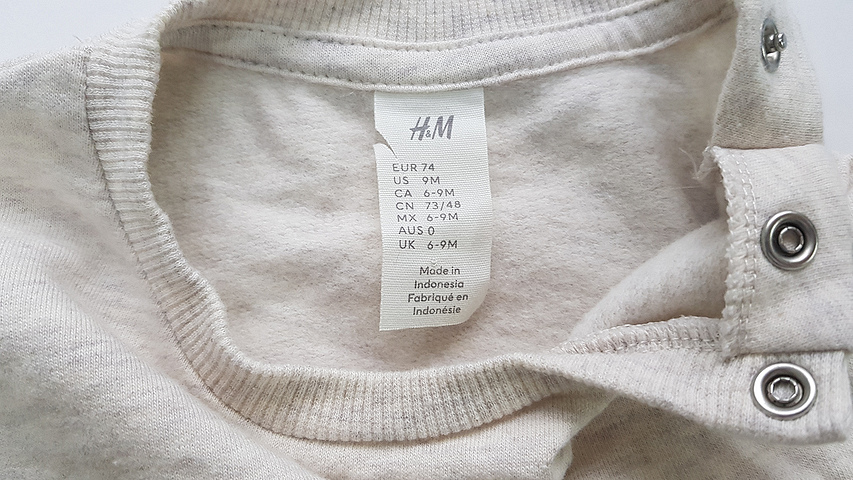 H&M
EUR 74
US 9M
CA 6-9M
CN 73/48
MX 6-9M
AUS 0
UK 6-9M
Made in
Indonesia
Fabriqué en
Indonésie